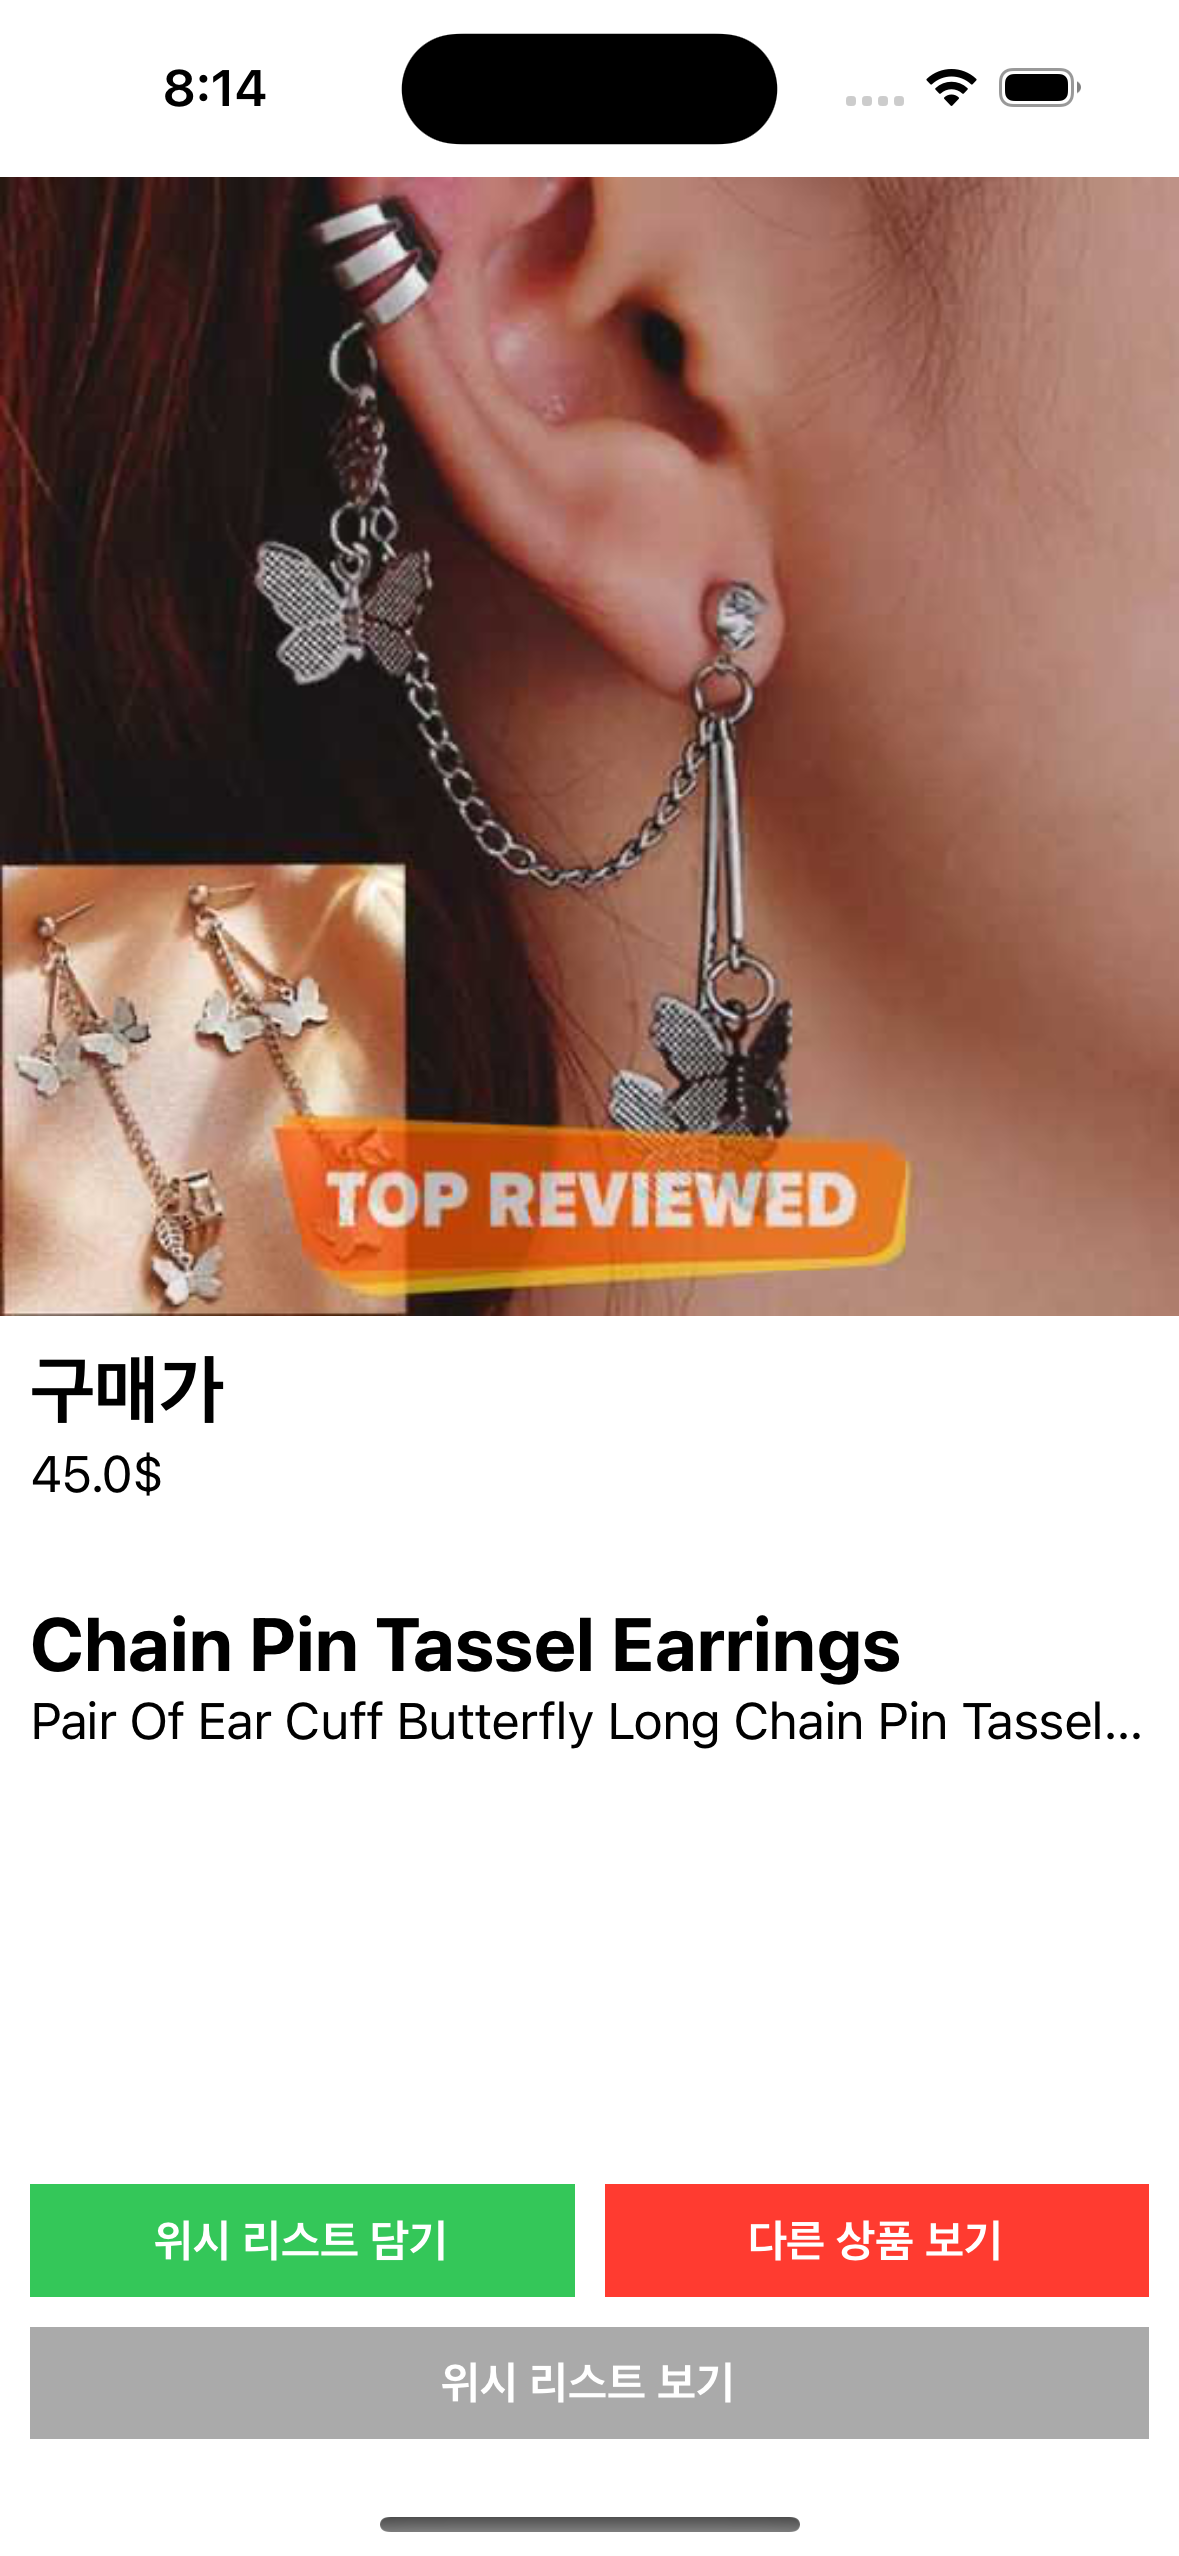 8:14
TOP REVIEWED
구매가
45.0$
Chain Pin Tassel Earrings
Pair Of Ear Cuff Butterfly Long Chain Pin Tassel...
위시 리스트 담기
다른 상품 보기
위시 리스트 보기